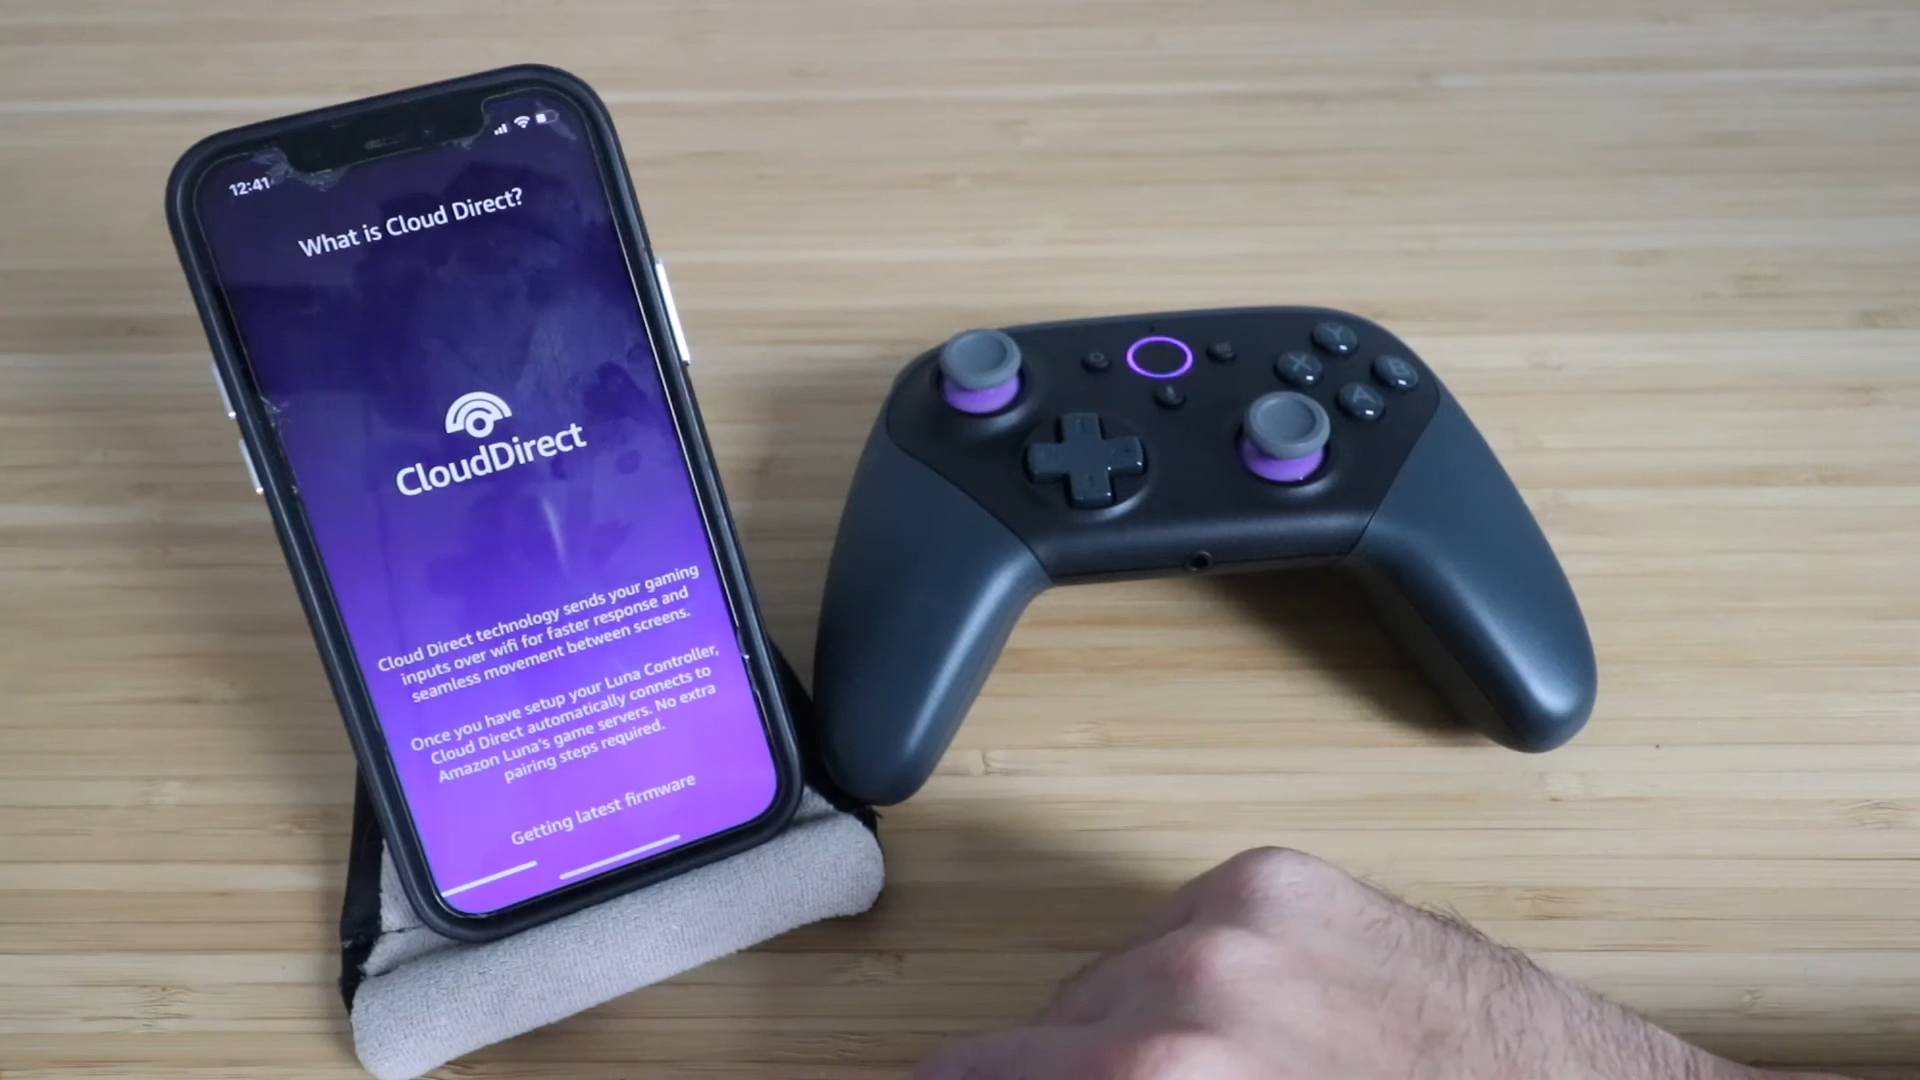 12:41
What is Cloud Direct?
CloudDirect
Cloud Direct technology sends your gaming
inputs over wifi for faster response and
seamless movement between screens.
Once you have setup your Luna Controller,
Cloud Direct automatically connects to
Amazon Luna's game servers. No extra
pairing steps required.
Getting latest firmware
Y
X
B
A